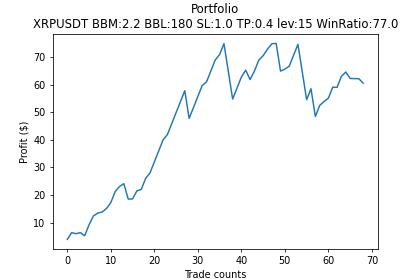 Portfolio
XRPUSDT BBM:2.2 BBL:180 SL:1.0 TP:0.4 lev:15 WinRatio:77.0
Profit ($)
70
60
50
40
30
20
10
0 10 20 30 40 50 60 70
Trade counts